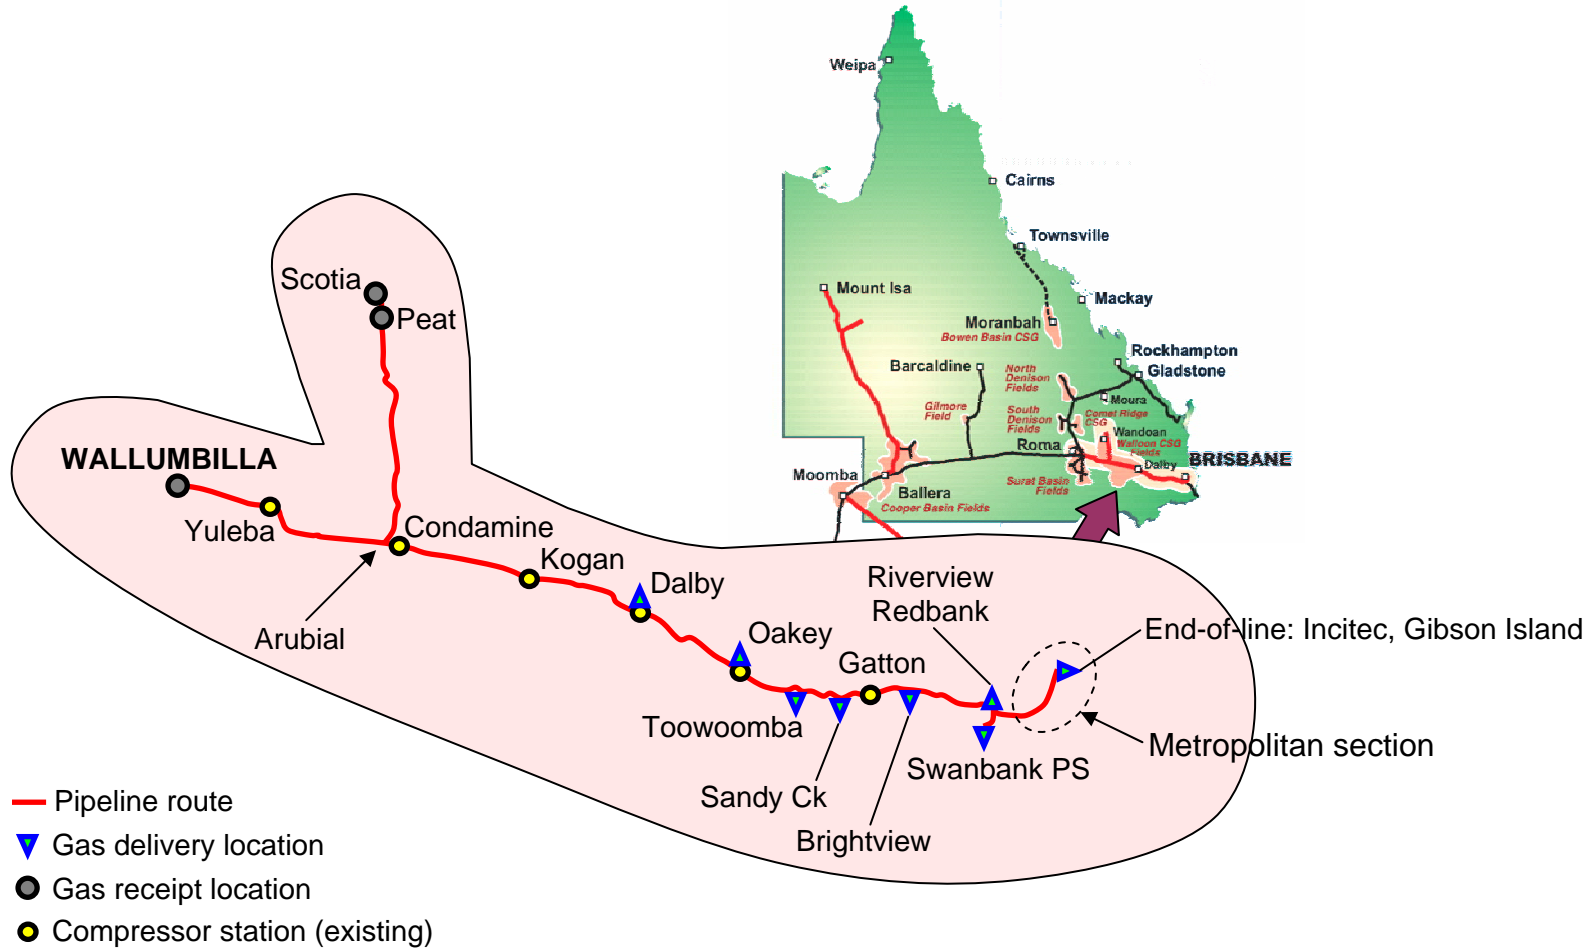 Weipa
Cairns
Townsville
Mount Isa
Mackay
Moranbah
Bowen Basin CSG
Rockhampton
Gladstone
Barcaldine
North
Denison
Fields
Moura
Gilmore
Field
South
Denison
Fields
Comet Ridge
CSG
Wandoan
Walloon CSG
Fields
Roma
Dalby
BRISBANE
Moomba
Surat Basin
Fields
Ballera
Cooper Basin Fields
Scotia
Peat
WALLUMBILLA
Yuleba
Condamine
Kogan
Dalby
Arubial
Oakey
Gatton
Riverview
Redbank
End-of-line: Incitec, Gibson Island
Toowoomba
Metropolitan section
Swanbank PS
Sandy Ck
Brightview
Pipeline route
Gas delivery location
Gas receipt location
Compressor station (existing)